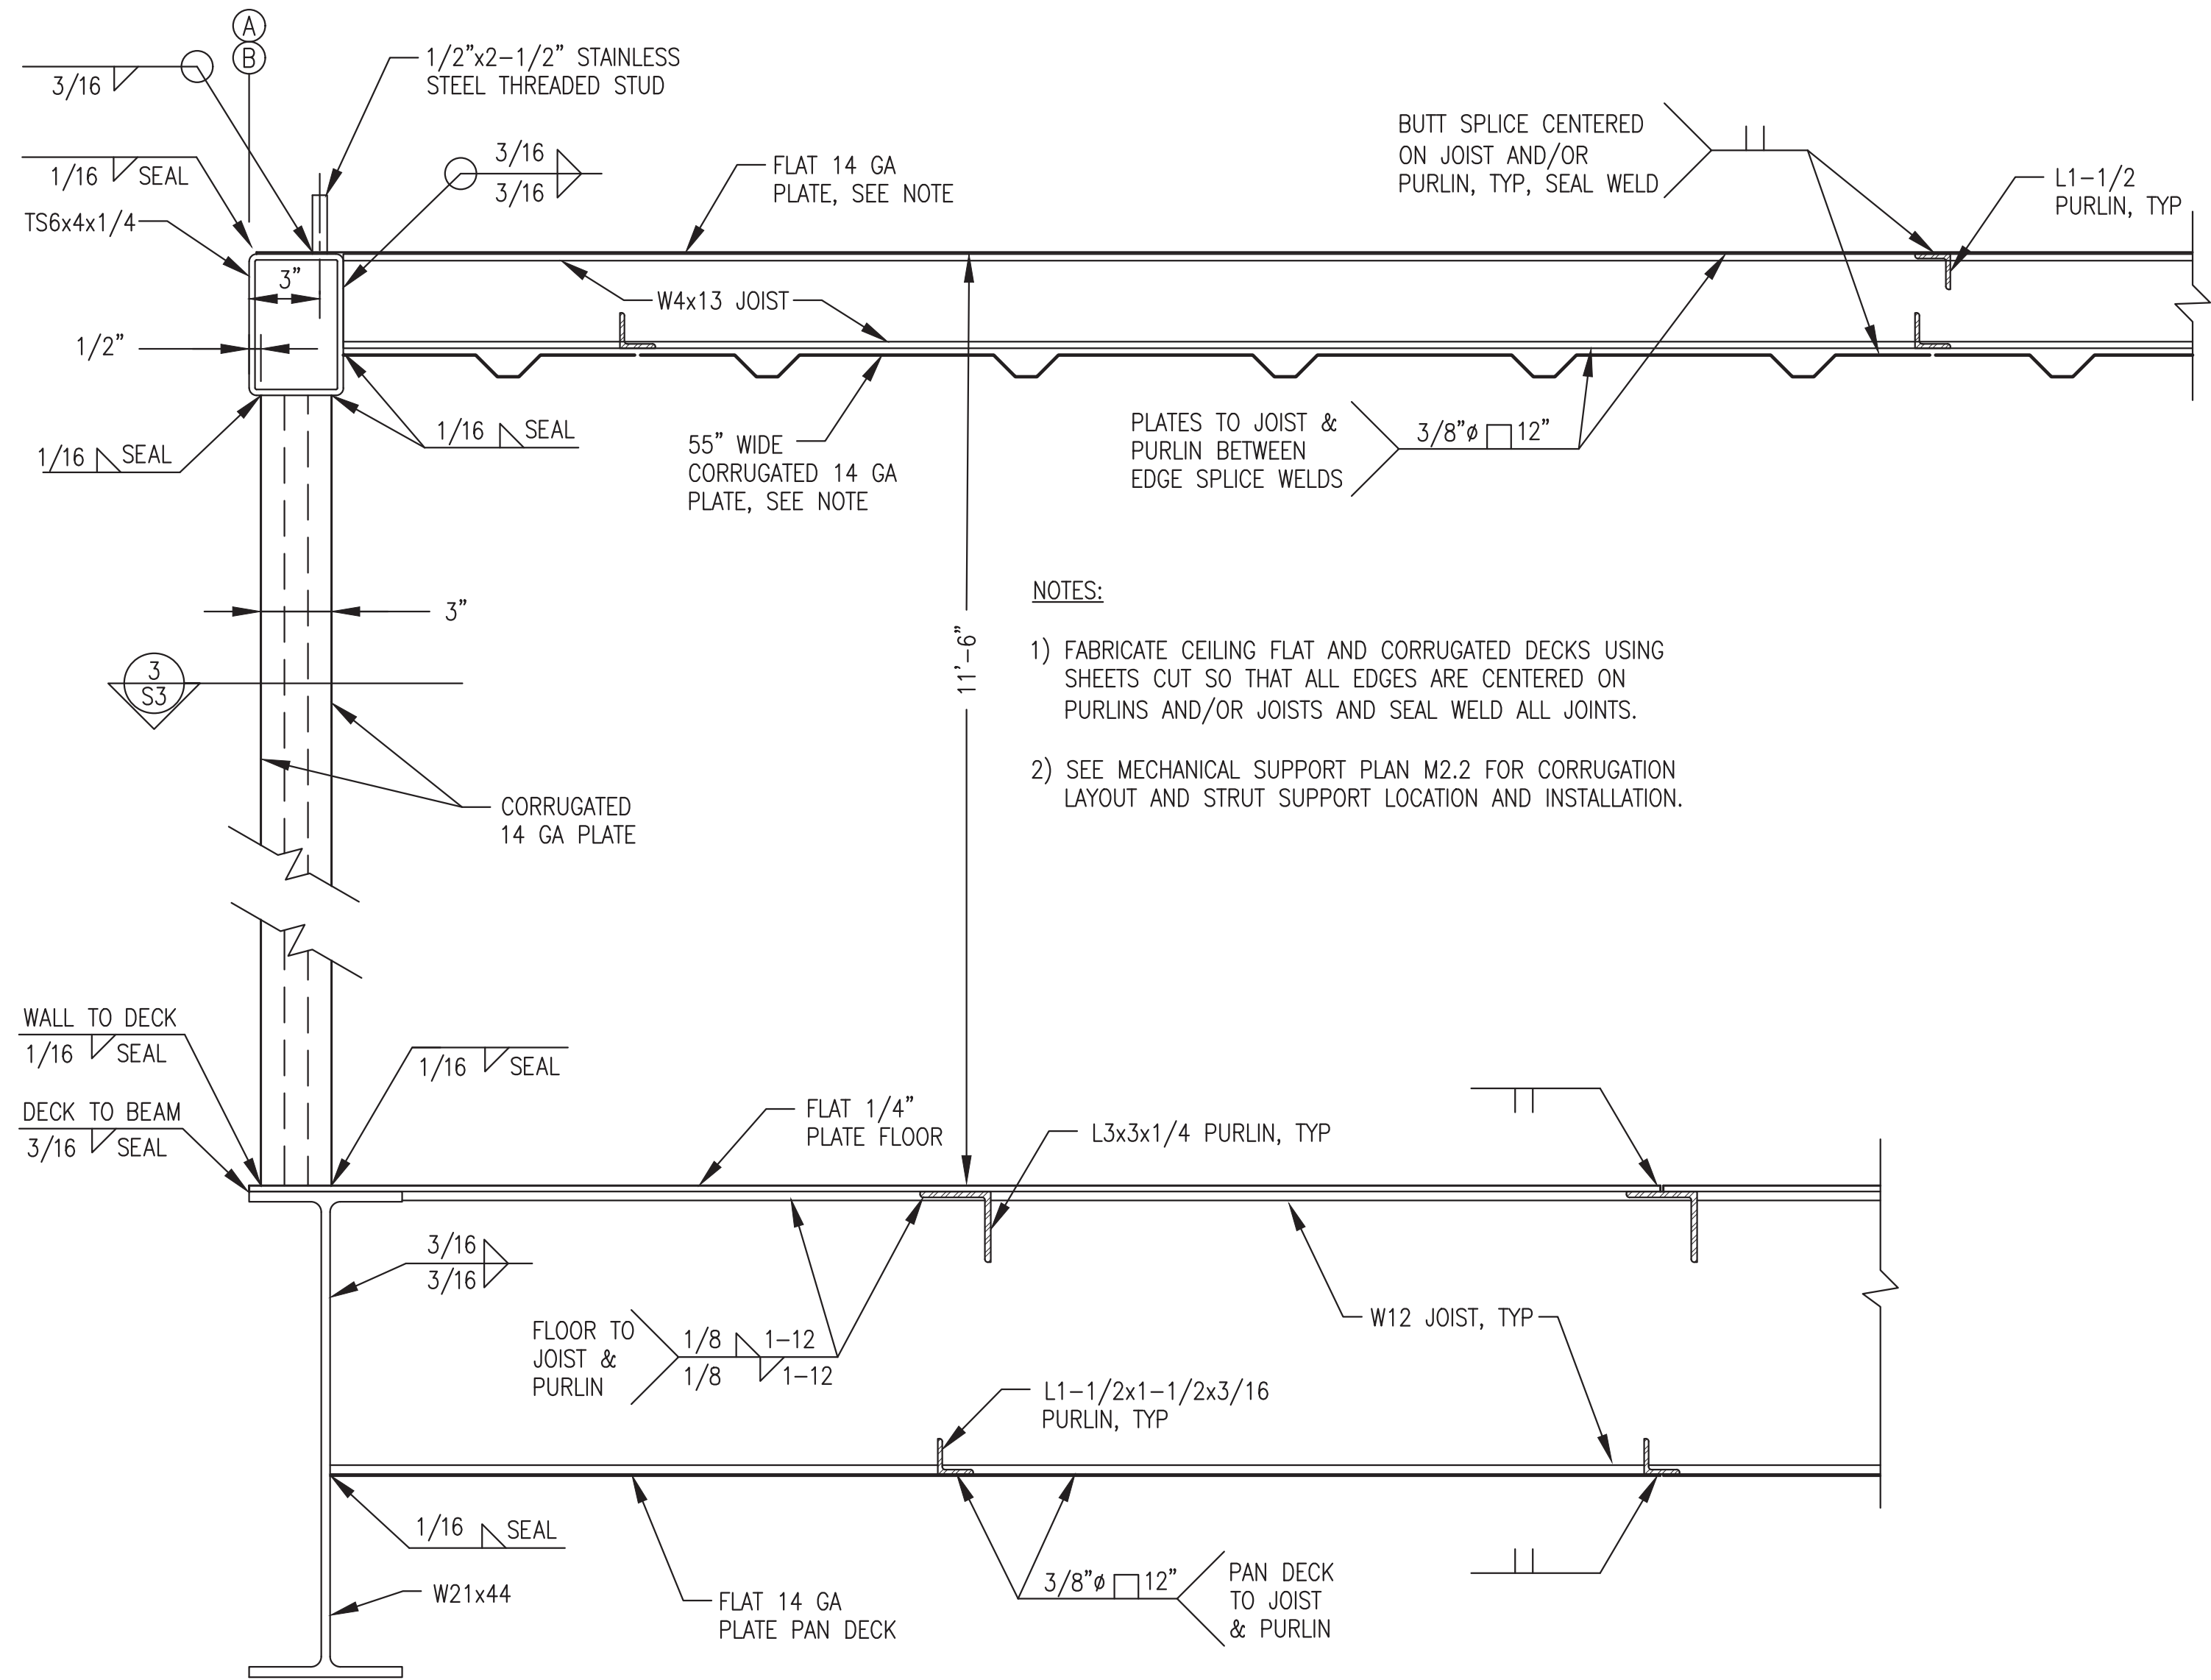 A
B
3/16
1/2”x2-1/2” STAINLESS
STEEL THREADED STUD
1/16 SEAL
3/16
3/16
FLAT 14 GA
PLATE, SEE NOTE
BUTT SPLICE CENTERED
ON JOIST AND/OR
PURLIN, TYP, SEAL WELD
L1-1/2
PURLIN, TYP
TS6x4x1/4
3”
W4x13 JOIST
1/2”
1/16 SEAL
1/16 SEAL
55” WIDE
CORRUGATED 14 GA
PLATE, SEE NOTE
PLATES TO JOIST &
PURLIN BETWEEN
EDGE SPLICE WELDS
3/8”ø 12”
3”
11’-6”
NOTES:
1) FABRICATE CEILING FLAT AND CORRUGATED DECKS USING
SHEETS CUT SO THAT ALL EDGES ARE CENTERED ON
PURLINS AND/OR JOISTS AND SEAL WELD ALL JOINTS.
2) SEE MECHANICAL SUPPORT PLAN M2.2 FOR CORRUGATION
LAYOUT AND STRUT SUPPORT LOCATION AND INSTALLATION.
3
S3
CORRUGATED
14 GA PLATE
WALL TO DECK
1/16 SEAL
1/16 SEAL
DECK TO BEAM
3/16 SEAL
FLAT 1/4”
PLATE FLOOR
L3x3x1/4 PURLIN, TYP
3/16
3/16
FLOOR TO
JOIST &
PURLIN
1/8 1-12
1/8 1-12
W12 JOIST, TYP
L1-1/2x1-1/2x3/16
PURLIN, TYP
1/16 SEAL
W21x44
FLAT 14 GA
PLATE PAN DECK
3/8”ø 12”
PAN DECK
TO JOIST
& PURLIN